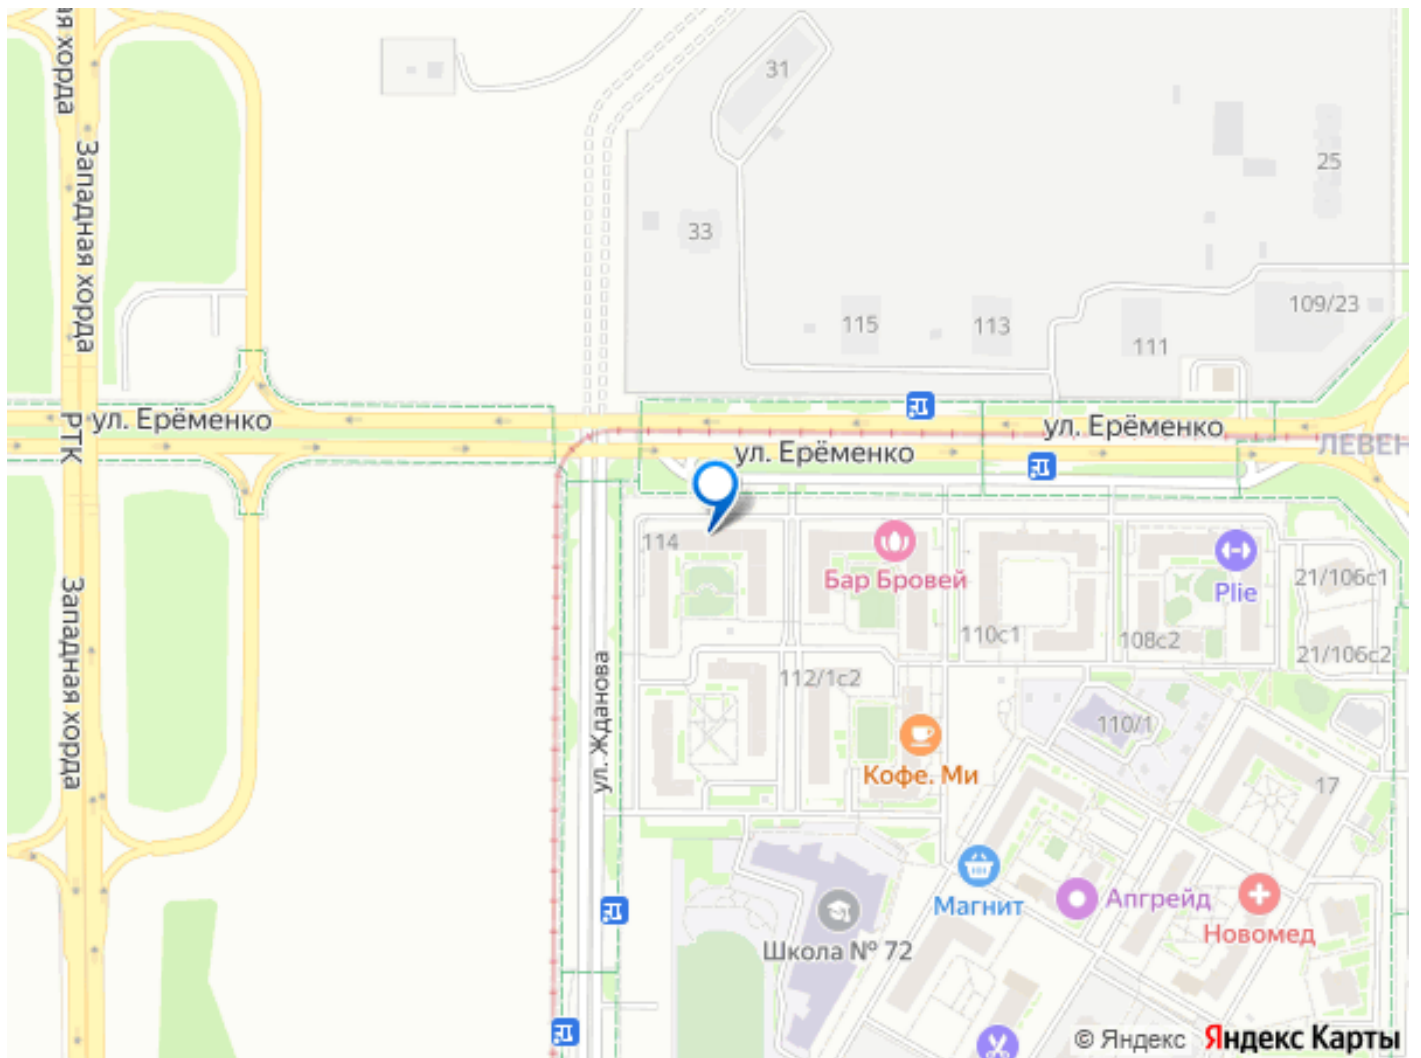 я хорда
Западная хорда
31
25
33
115
113
111
109/23
ул. Ерёменко
РТК
ул. Ерёменко
ул. Ерёменко
ЛЕВЕН
114
Бар Бровей
Plie
21/106с1
110с1
108с2
21/106с2
Западная хорда
ул. Жданова
112/1с2
110/1
Кофе. Ми
17
Магнит
Апгрейд
Новомед
Школа № 72
© Яндекс Яндекс Карты